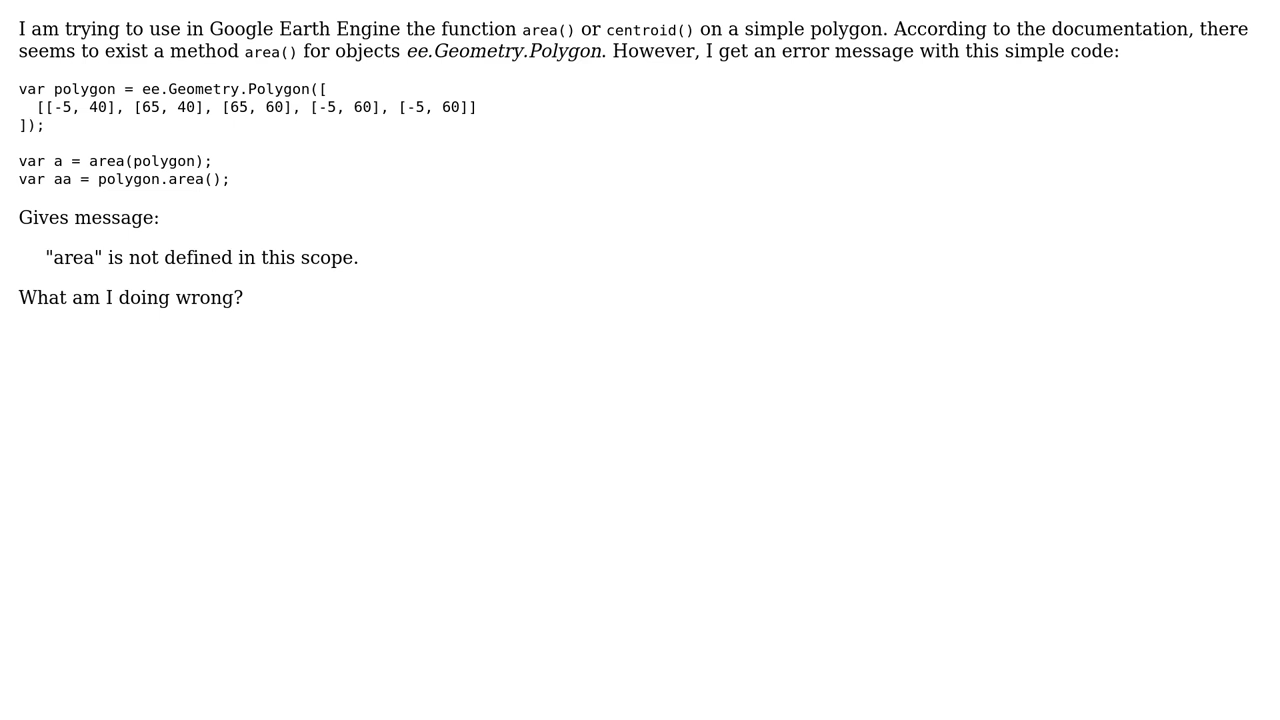 I am trying to use in Google Earth Engine the function area() or centroid() on a simple polygon. According to the documentation, there
seems to exist a method area() for objects ee.Geometry.Polygon. However, I get an error message with this simple code:
var polygon = ee.Geometry.Polygon([
  [[-5, 40], [65, 40], [65, 60], [-5, 60], [-5, 60]]
]);
var a = area(polygon);
var aa = polygon.area();
Gives message:
"area" is not defined in this scope.
What am I doing wrong?